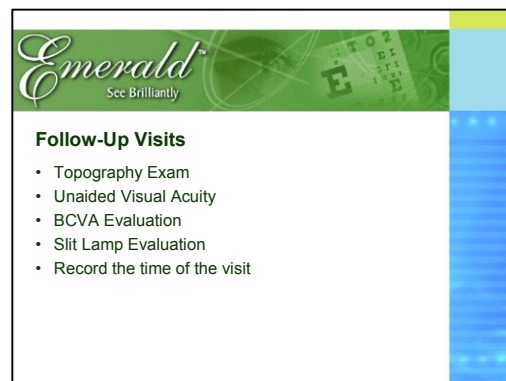 Emerald™
See Brilliantly
Follow-Up Visits
• Topography Exam
• Unaided Visual Acuity
• BCVA Evaluation
• Slit Lamp Evaluation
• Record the time of the visit